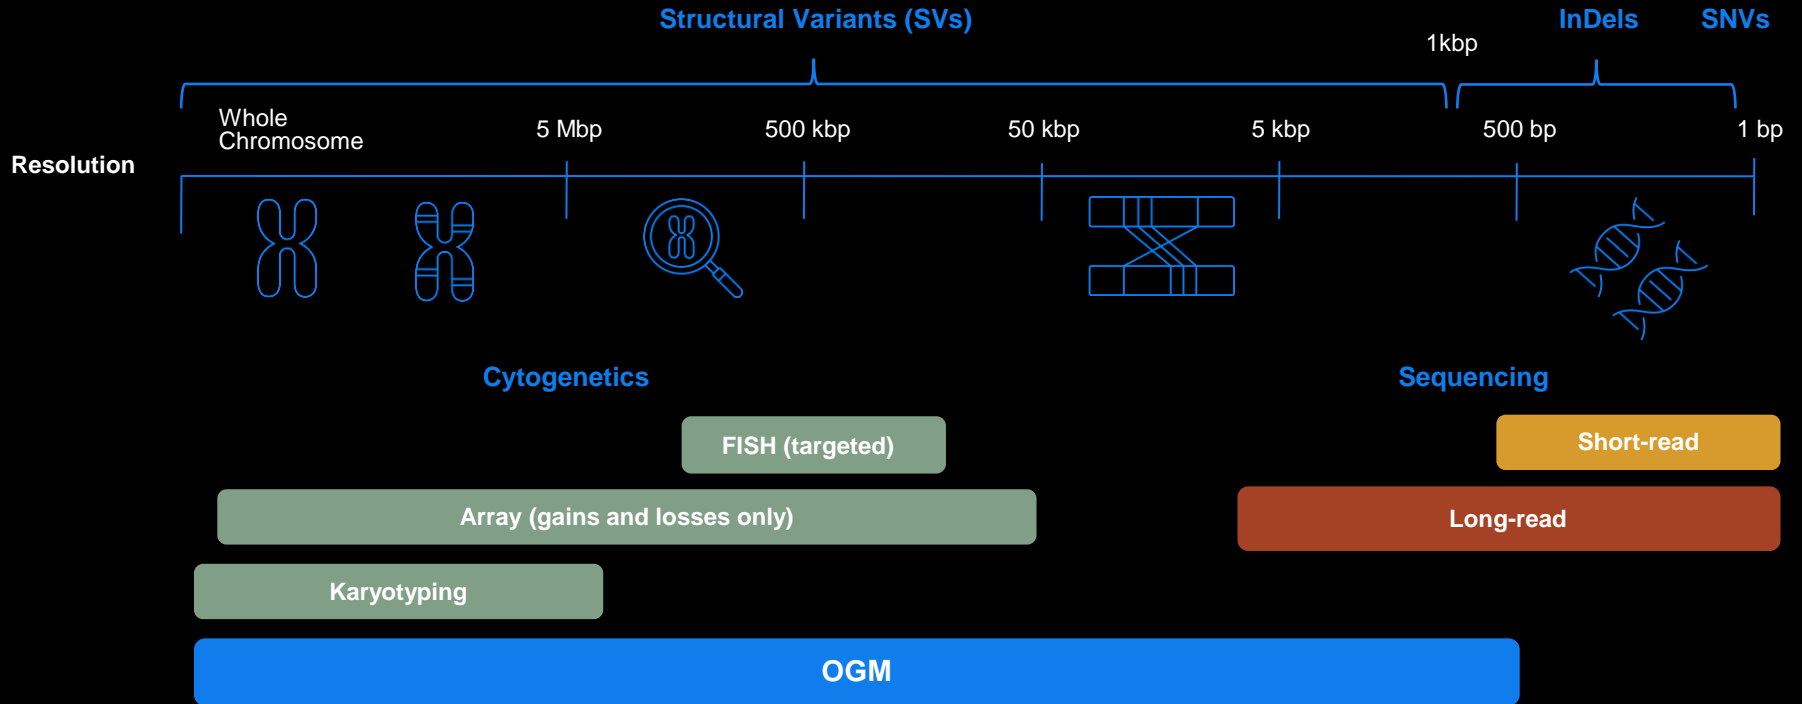 Structural Variants (SVs)
InDels
SNVs
1kbp
Whole
Chromosome
5 Mbp
500 kbp
50 kbp
5 kbp
500 bp
1 bp
Resolution
Cytogenetics
Sequencing
FISH (targeted)
Short-read
Array (gains and losses only)
Long-read
Karyotyping
OGM